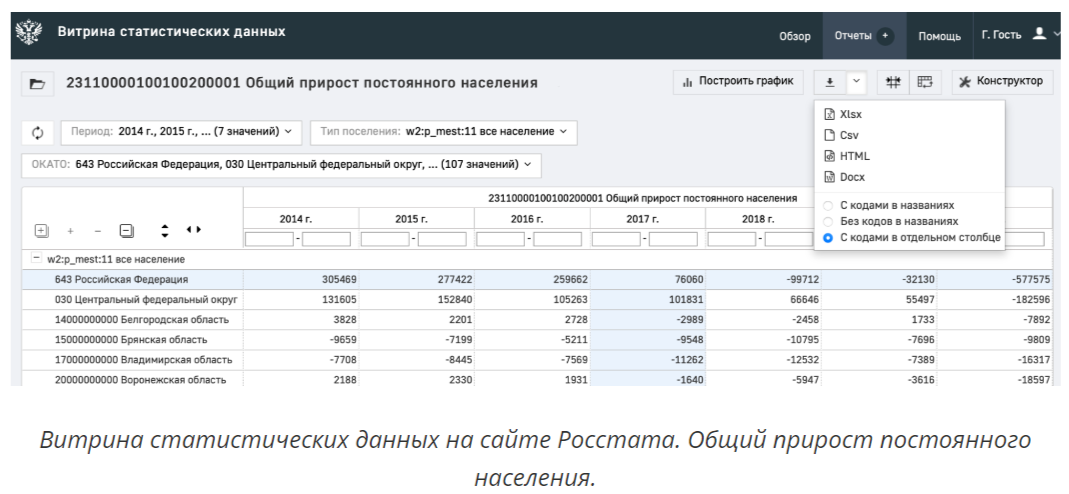 Витрина статистических данных
Обзор
Отчеты +
Помощь
Г. Гость
23110000100100200001 Общий прирост постоянного населения
Построить график
Конструктор
Xlsx
Csv
HTML
Docx
С кодами в названиях
Без кодов в названиях
С кодами в отдельном столбце
Период: 2014 г., 2015 г., ... (7 значений)
Тип поселения: w2:p_mest:11 все население
ОКАТО: 643 Российская Федерация, 030 Центральный федеральный округ, ... (107 значений)
23110000100100200001 Общий прирост постоянного населения
2014 г. 2015 г. 2016 г. 2017 г. 2018 г.
- - - - -
w2:p_mest:11 все население
643 Российская Федерация 305469 277422 259662 76060 -99712 -32130 -577575
030 Центральный федеральный округ 131605 152840 105263 101831 66646 55497 -182596
14000000000 Белгородская область 3828 2201 2728 -2989 -2458 1733 -7892
15000000000 Брянская область -9659 -7199 -5211 -9548 -10795 -7696 -9809
17000000000 Владимирская область -7708 -8445 -7569 -11262 -12532 -7389 -16317
20000000000 Воронежская область 2188 2330 1931 -1640 -5947 -3616 -18597
Витрина статистических данных на сайте Росстата. Общий прирост постоянного
населения.